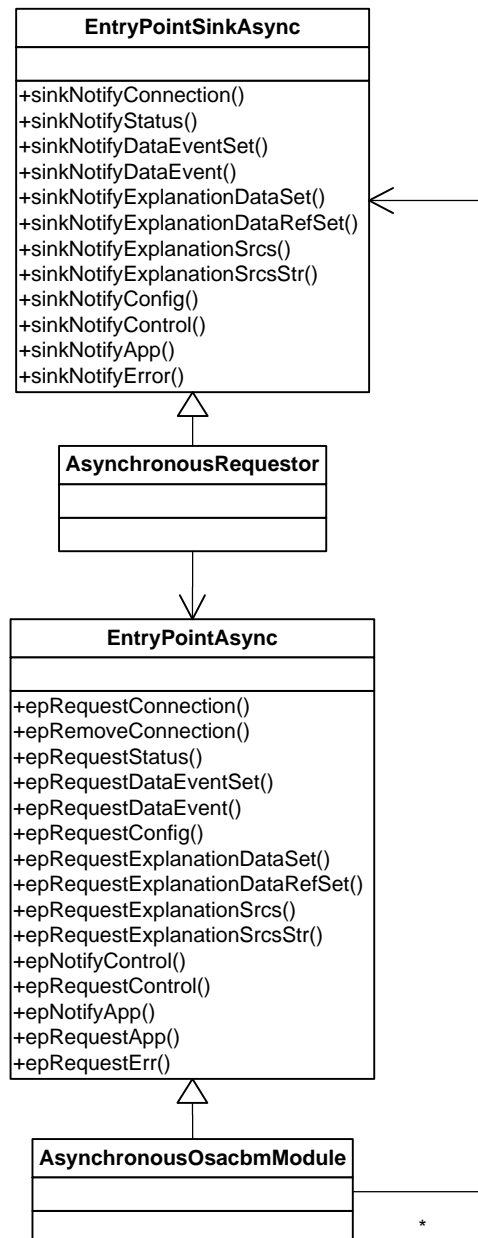 EntryPointSinkAsync
+sinkNotifyConnection()
+sinkNotifyStatus()
+sinkNotifyDataEventSet()
+sinkNotifyDataEvent()
+sinkNotifyExplanationDataSet()
+sinkNotifyExplanationDataRefSet()
+sinkNotifyExplanationSrcs()
+sinkNotifyExplanationSrcsStr()
+sinkNotifyConfig()
+sinkNotifyControl()
+sinkNotifyApp()
+sinkNotifyError()
AsynchronousRequestor
EntryPointAsync
+epRequestConnection()
+epRemoveConnection()
+epRequestStatus()
+epRequestDataEventSet()
+epRequestDataEvent()
+epRequestConfig()
+epRequestExplanationDataSet()
+epRequestExplanationDataRefSet()
+epRequestExplanationSrcs()
+epRequestExplanationSrcsStr()
+epNotifyControl()
+epRequestControl()
+epNotifyApp()
+epRequestApp()
+epRequestErr()
AsynchronousOsacbmModule
*